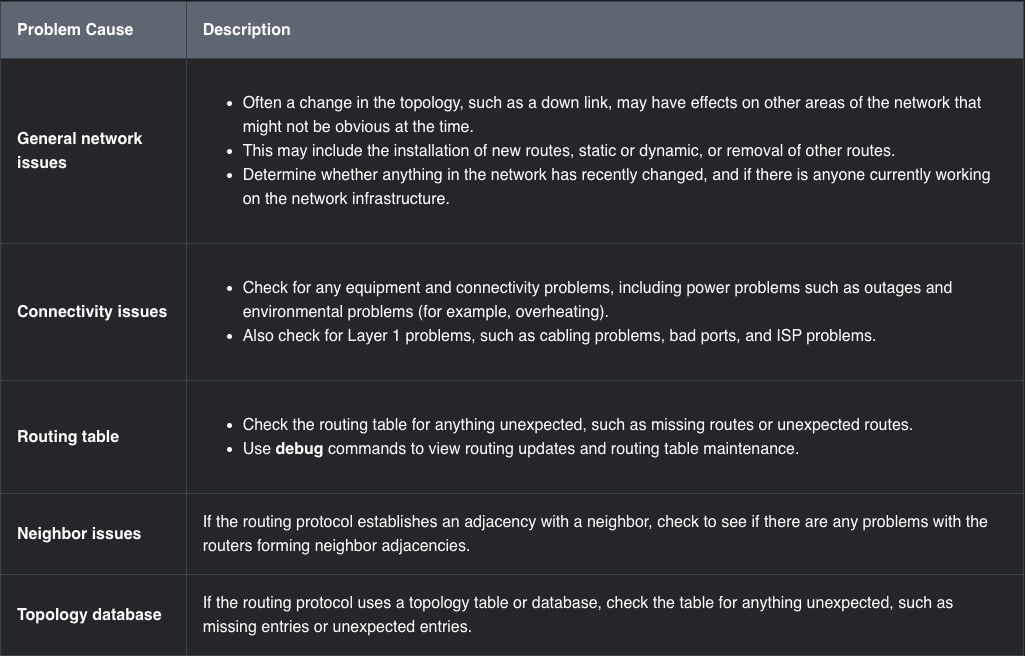 Problem Cause
Description
General network
issues
• Often a change in the topology, such as a down link, may have effects on other areas of the network that
might not be obvious at the time.
• This may include the installation of new routes, static or dynamic, or removal of other routes.
• Determine whether anything in the network has recently changed, and if there is anyone currently working
on the network infrastructure.
Connectivity issues
• Check for any equipment and connectivity problems, including power problems such as outages and
environmental problems (for example, overheating).
• Also check for Layer 1 problems, such as cabling problems, bad ports, and ISP problems.
Routing table
• Check the routing table for anything unexpected, such as missing routes or unexpected routes.
• Use debug commands to view routing updates and routing table maintenance.
Neighbor issues
If the routing protocol establishes an adjacency with a neighbor, check to see if there are any problems with the
routers forming neighbor adjacencies.
Topology database
If the routing protocol uses a topology table or database, check the table for anything unexpected, such as
missing entries or unexpected entries.